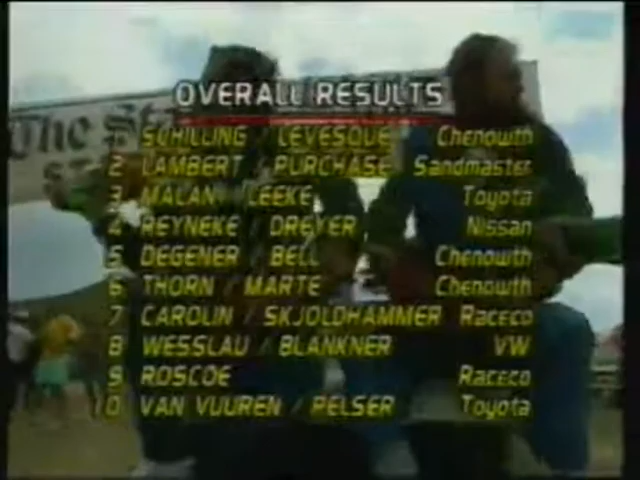 OVERALL RESULTS
The Sta
SCHILLING / LEVESQUE Chenowth
2 LAMBERT / PURCHASE Sandmaster
3 MALAN / LEEKE Toyota
4 REYNEKE / DREYER Nissan
5 DEGENER / BELL Chenowth
6 THORN / MARTE Chenowth
7 CAROLIN / SKJOLDHAMMER Raceco
8 WESSLAU / BLANKNER VW
9 ROSCOE Raceco
10 VAN VUUREN / PELSER Toyota